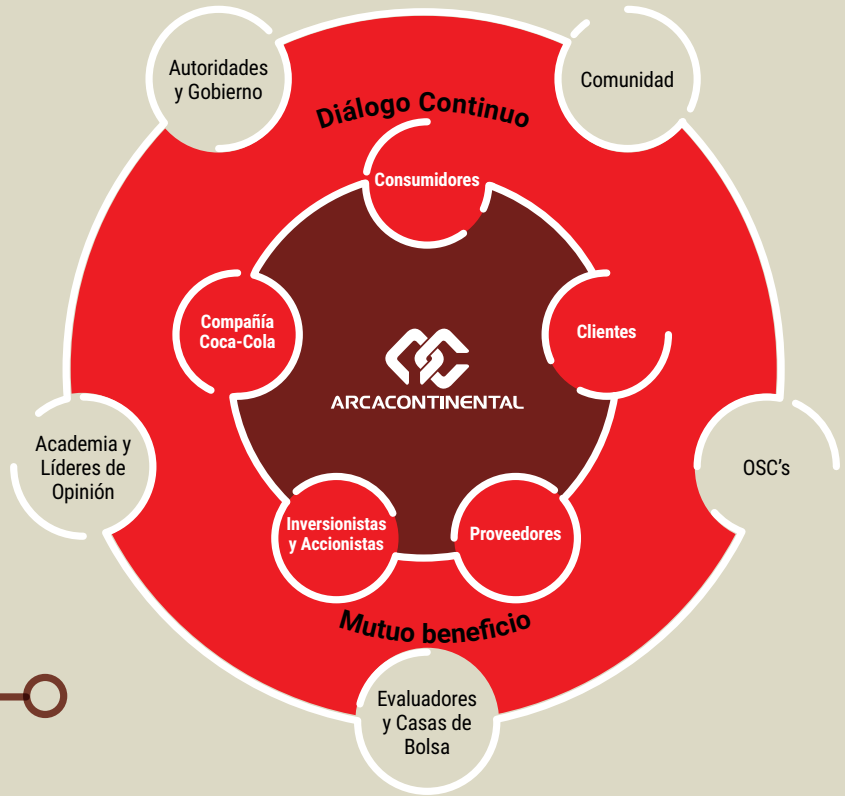 Autoridades
y Gobierno
Comunidad
Diálogo Continuo
Consumidores
Compañía
Coca-Cola
Clientes
ARCACONTINENTAL
Academia y
Líderes de
Opinión
OSC's
Inversionistas
y Accionistas
Proveedores
Mutuo beneficio
Evaluadores
y Casas de
Bolsa